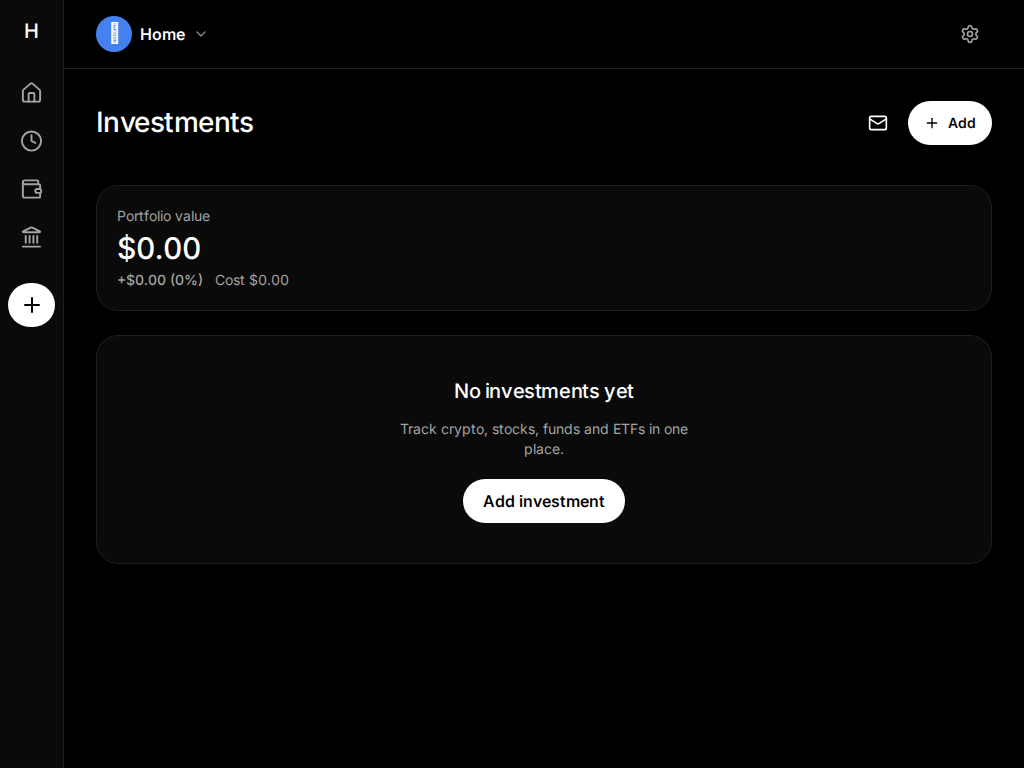 H
Home
Investments
Add
Portfolio value
$0.00
+$0.00 (0%) Cost $0.00
No investments yet
Track crypto, stocks, funds and ETFs in one
place.
Add investment